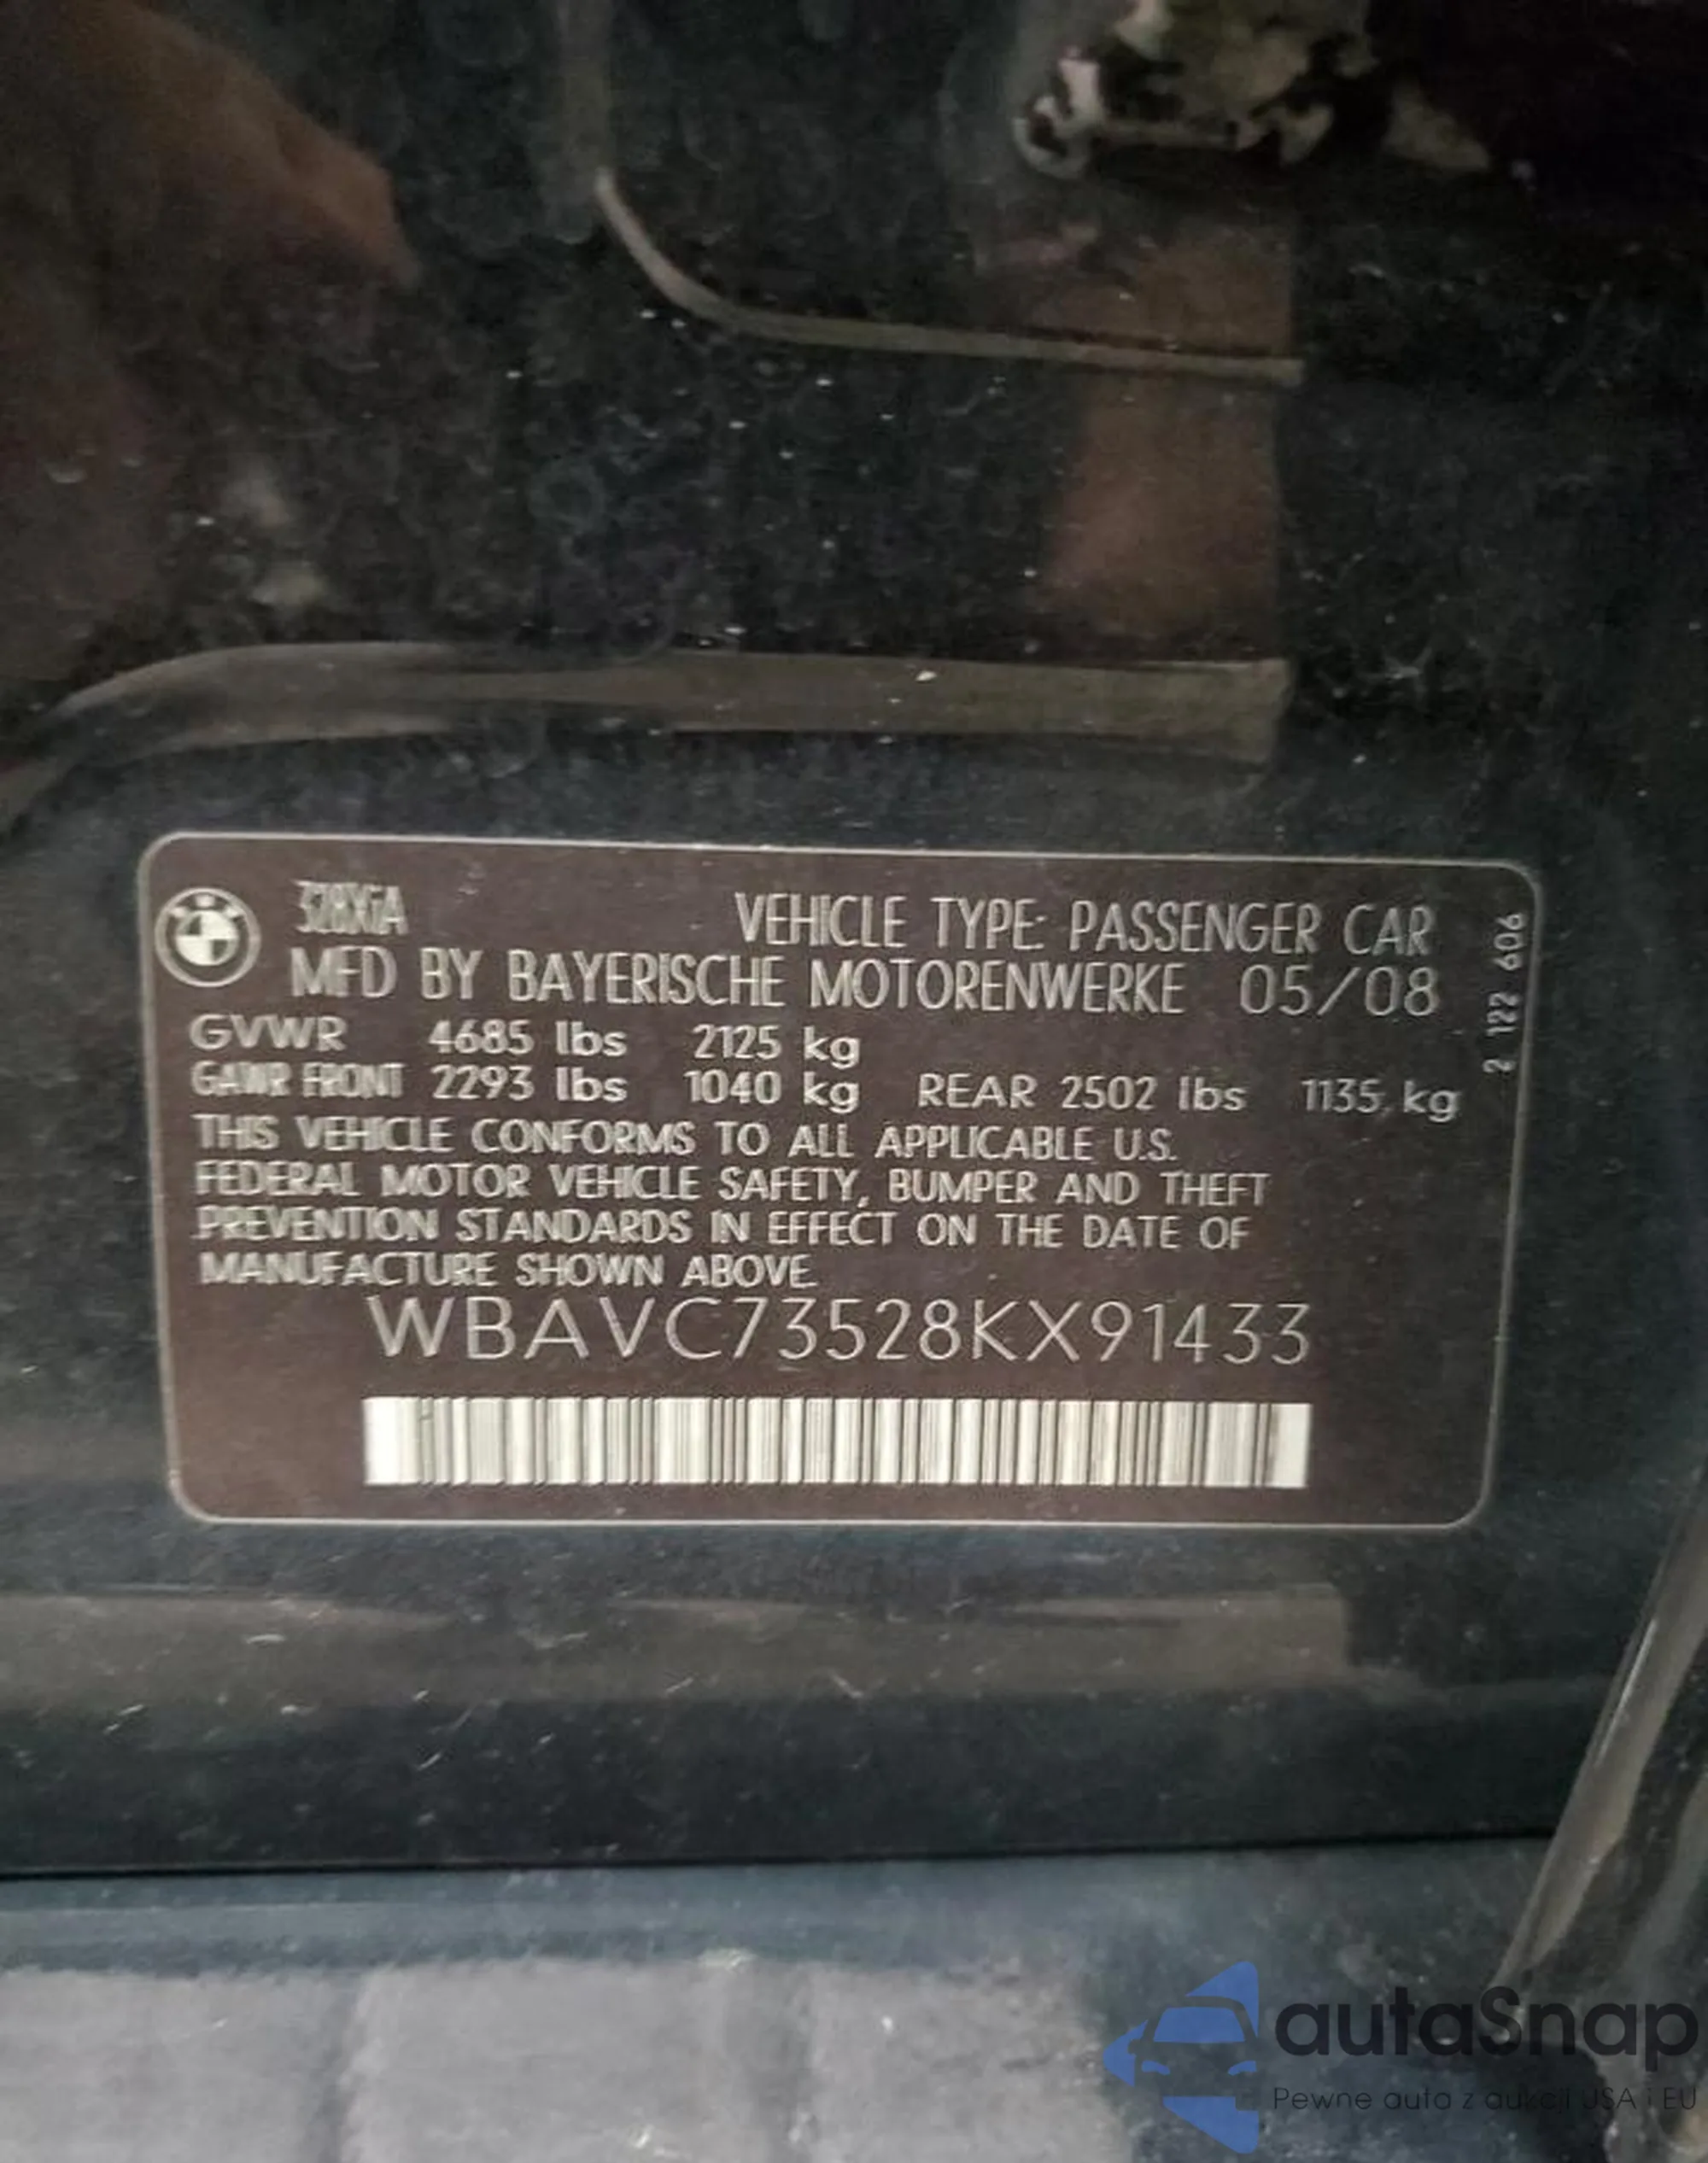 328XiA
VEHICLE TYPE: PASSENGER CAR
MFD BY BAYERISCHE MOTORENWERKE 05/08
GVWR 4685 lbs 2125 kg
GAWR FRONT 2293 lbs 1040 kg REAR 2502 lbs 1135 kg
THIS VEHICLE CONFORMS TO ALL APPLICABLE U.S.
FEDERAL MOTOR VEHICLE SAFETY, BUMPER AND THEFT
PREVENTION STANDARDS IN EFFECT ON THE DATE OF
MANUFACTURE SHOWN ABOVE.
WBAVC73528KX91433
2 122 606
autaSnap
Pewne auta z aukcji USA i EU